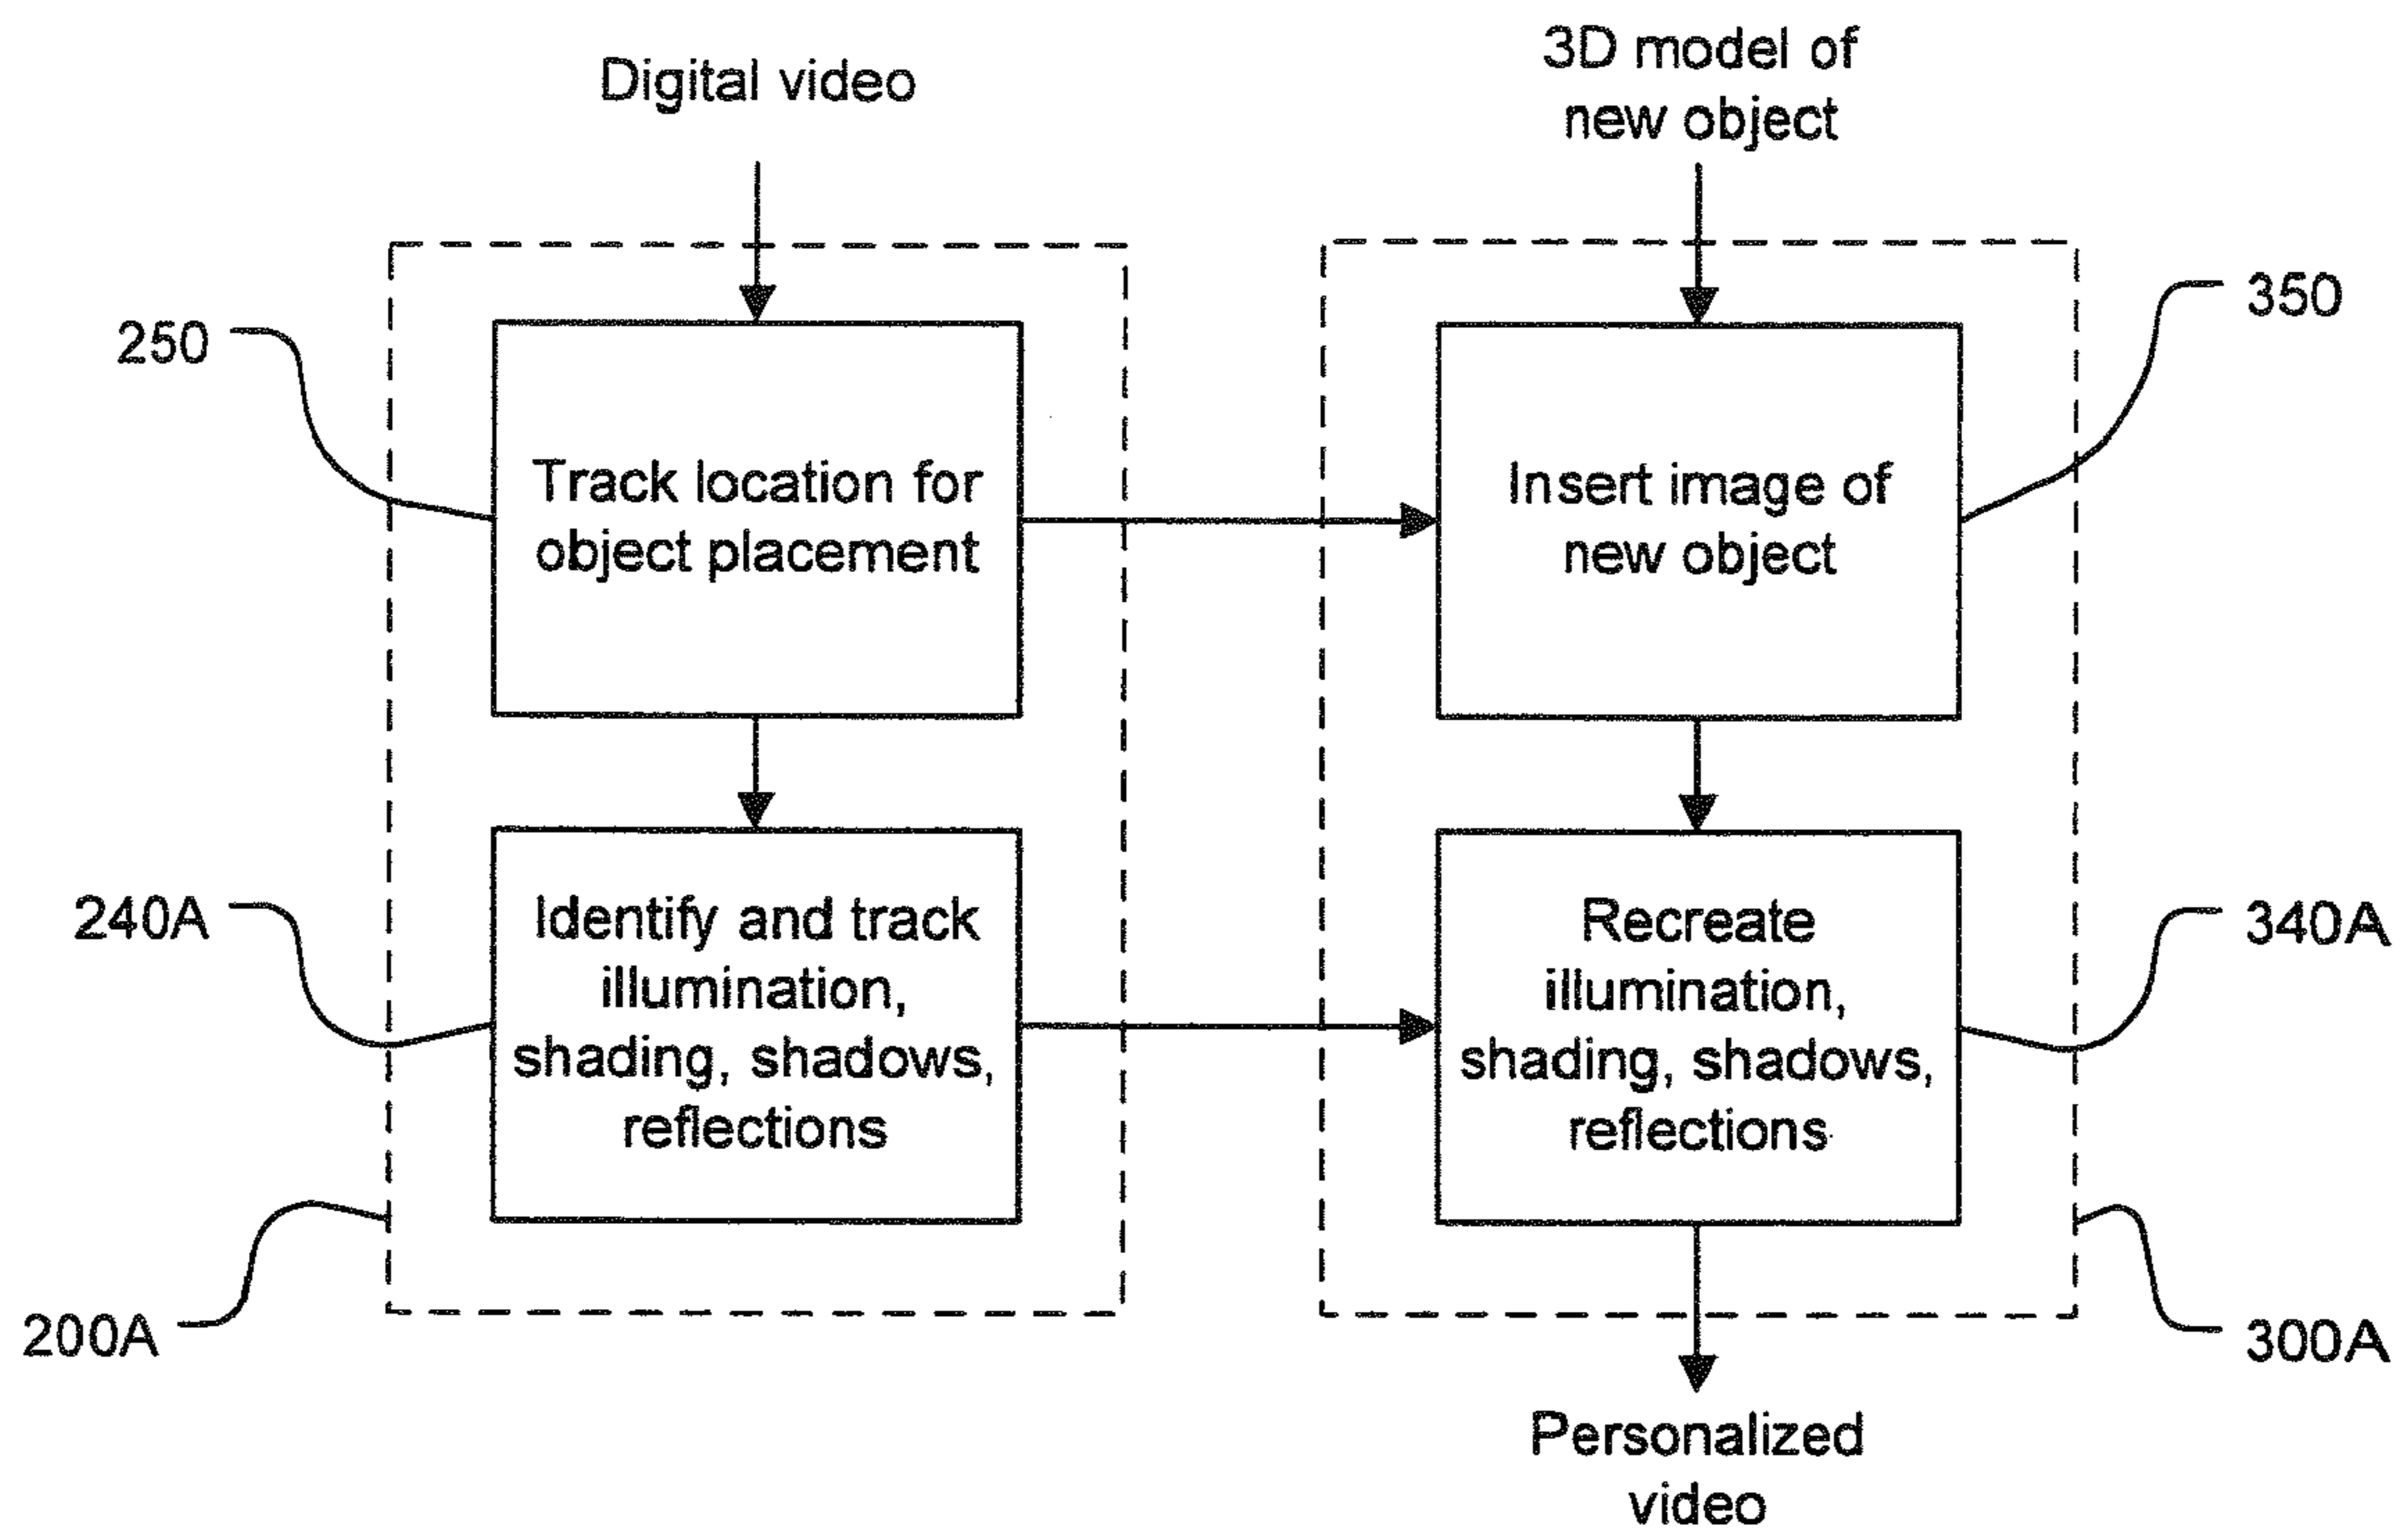 Digital video
3D model of
new object
250
350
Track location for
object placement
Insert image of
new object
240A
340A
Identify and track
illumination,
shading, shadows,
reflections
Recreate
illumination,
shading, shadows,
reflections
200A
300A
Personalized
video